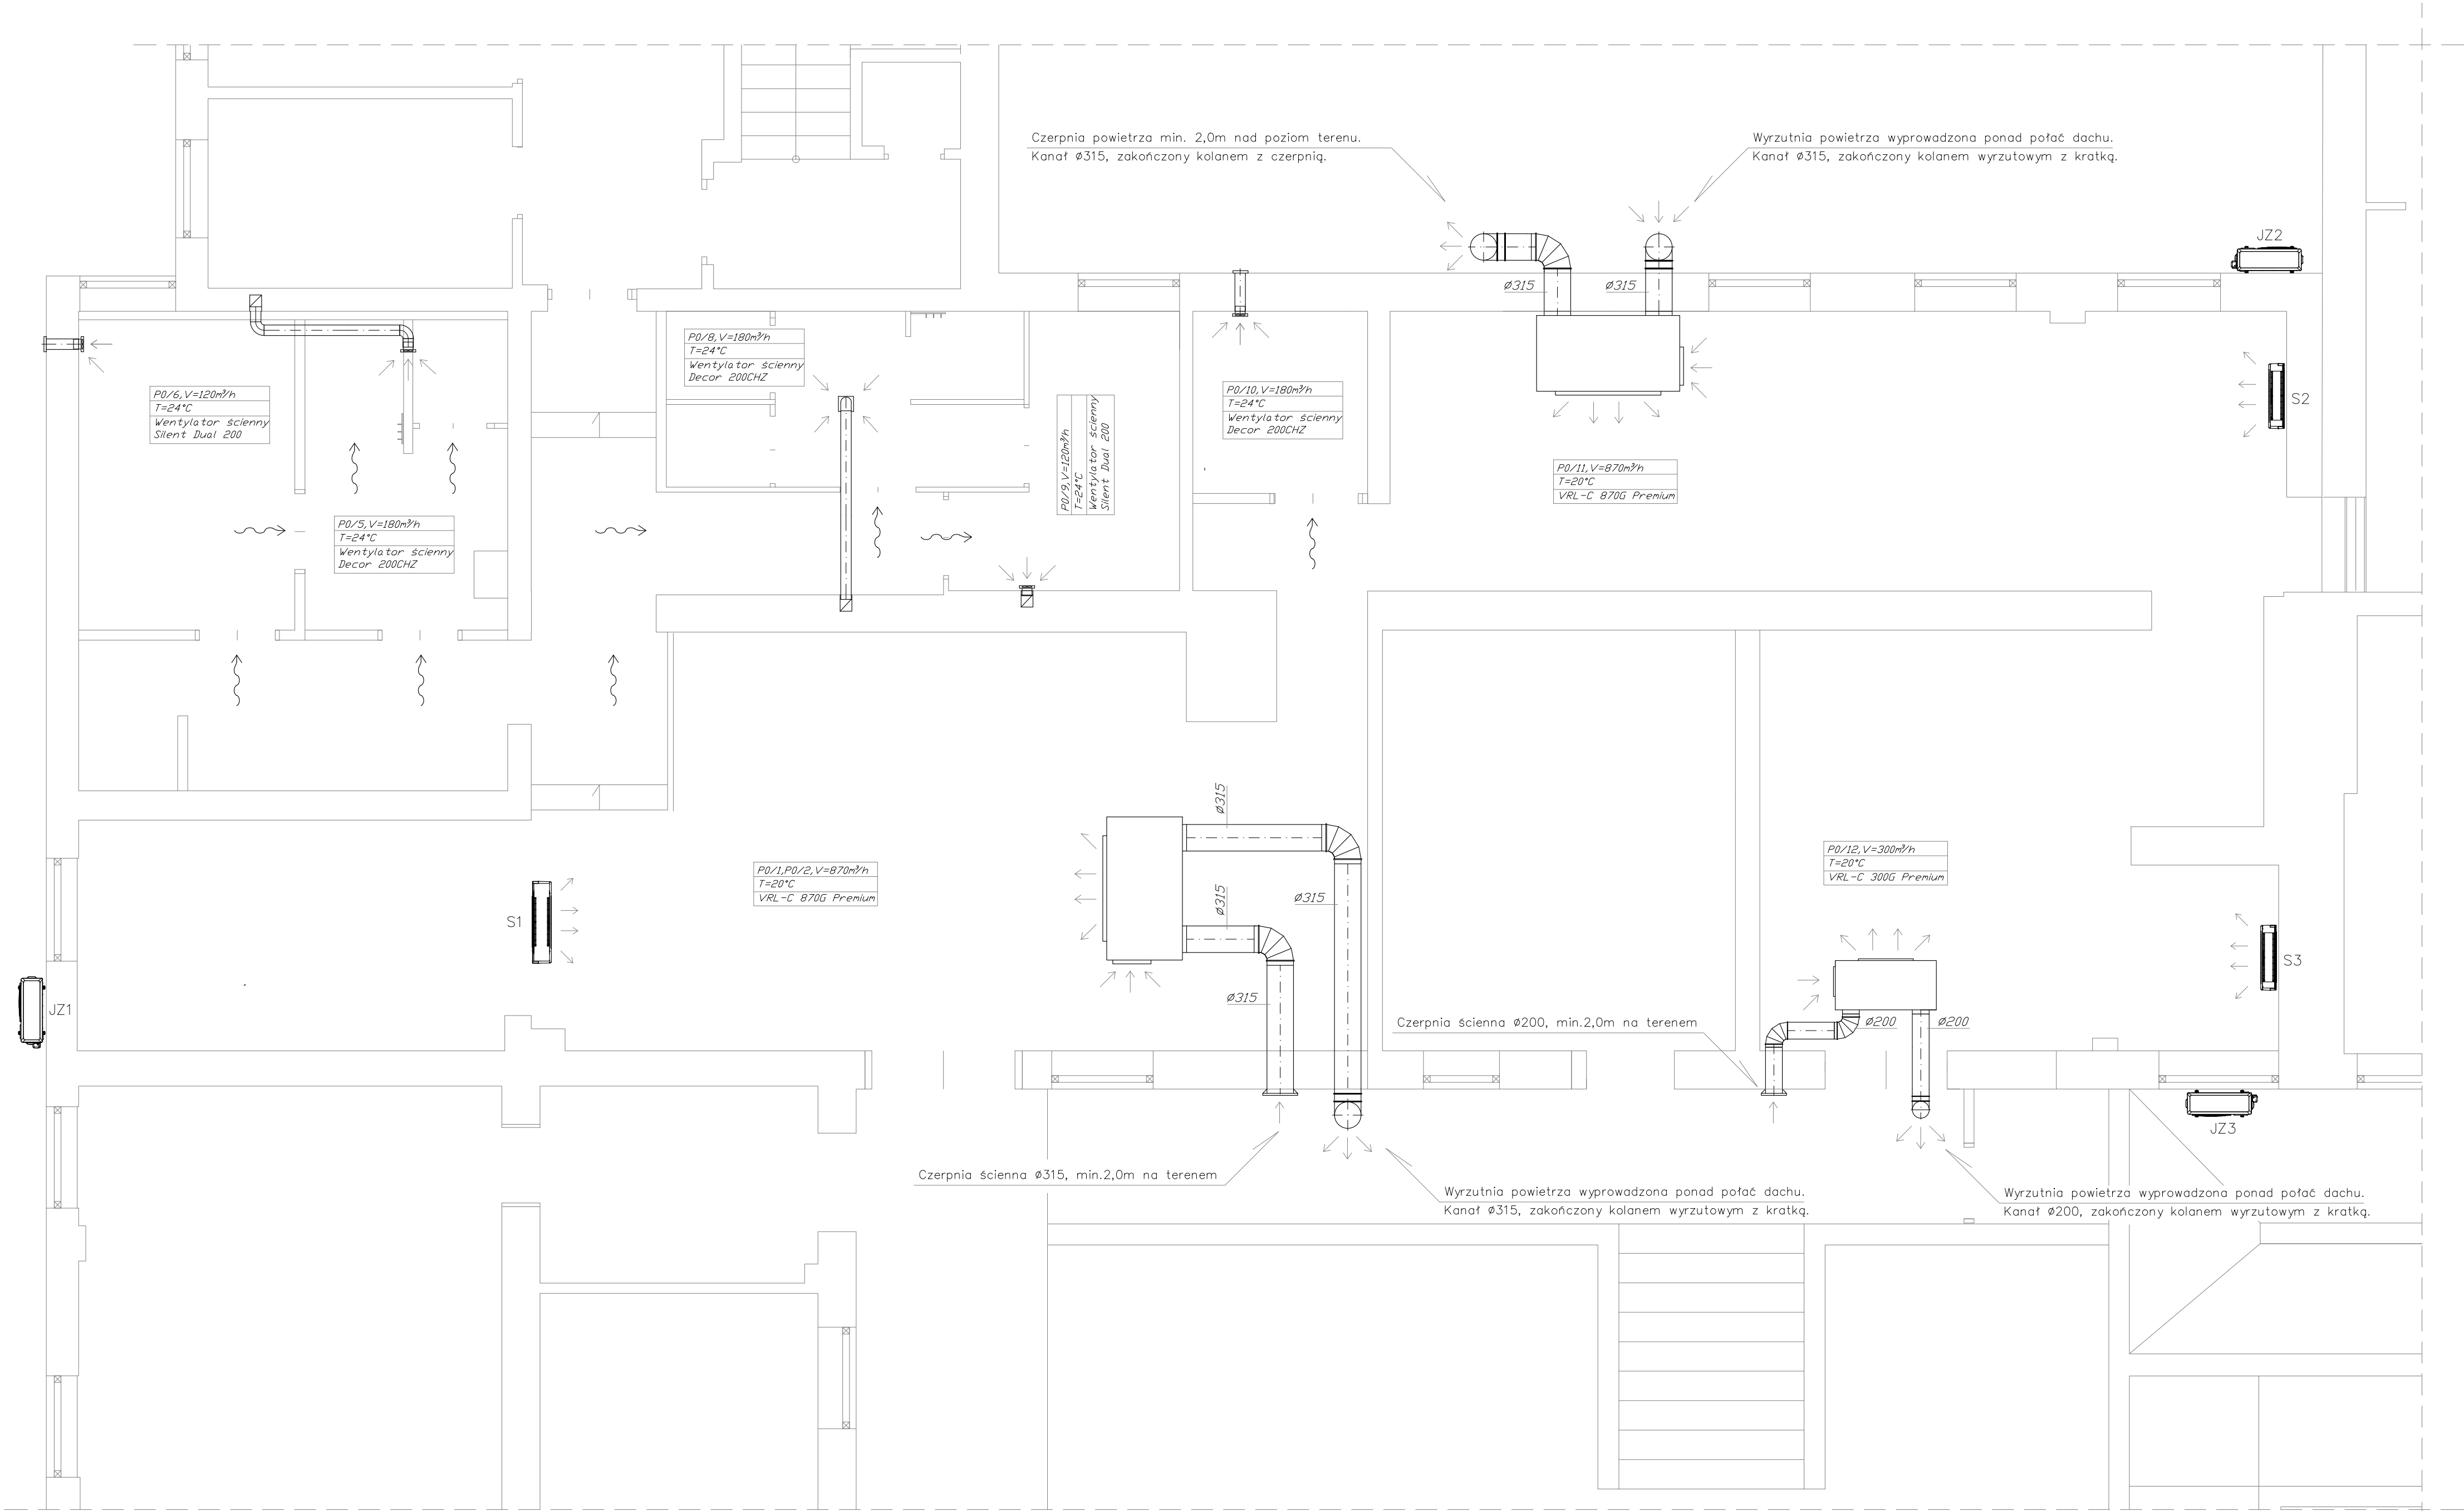 Czerpnia powietrza min. 2,0m nad poziom terenu.
Kanał ø315, zakończony kolanem z czerpnią.
Wyrzutnia powietrza wyprowadzona ponad połać dachu.
Kanał ø315, zakończony kolanem wyrzutowym z kratką.
JZ2
ø315
ø315
P0/8, V=180m³/h
T=24°C
Wentylator ścienny
Decor 200CHZ
P0/6, V=120m³/h
T=24°C
Wentylator ścienny
Silent Dual 200
P0/9, V=120m³/h
T=24°C
Wentylator ścienny
Silent Dual 200
P0/10, V=180m³/h
T=24°C
Wentylator ścienny
Decor 200CHZ
S2
P0/11, V=870m³/h
T=20°C
VRL-C 870G Premium
P0/5, V=180m³/h
T=24°C
Wentylator ścienny
Decor 200CHZ
ø315
P0/1, P0/2, V=870m³/h
T=20°C
VRL-C 870G Premium
ø315
ø315
P0/12, V=300m³/h
T=20°C
VRL-C 300G Premium
S1
S3
ø315
JZ1
Czerpnia ścienna ø200, min.2,0m na terenem
ø200
ø200
JZ3
Czerpnia ścienna ø315, min.2,0m na terenem
Wyrzutnia powietrza wyprowadzona ponad połać dachu.
Kanał ø315, zakończony kolanem wyrzutowym z kratką.
Wyrzutnia powietrza wyprowadzona ponad połać dachu.
Kanał ø200, zakończony kolanem wyrzutowym z kratką.